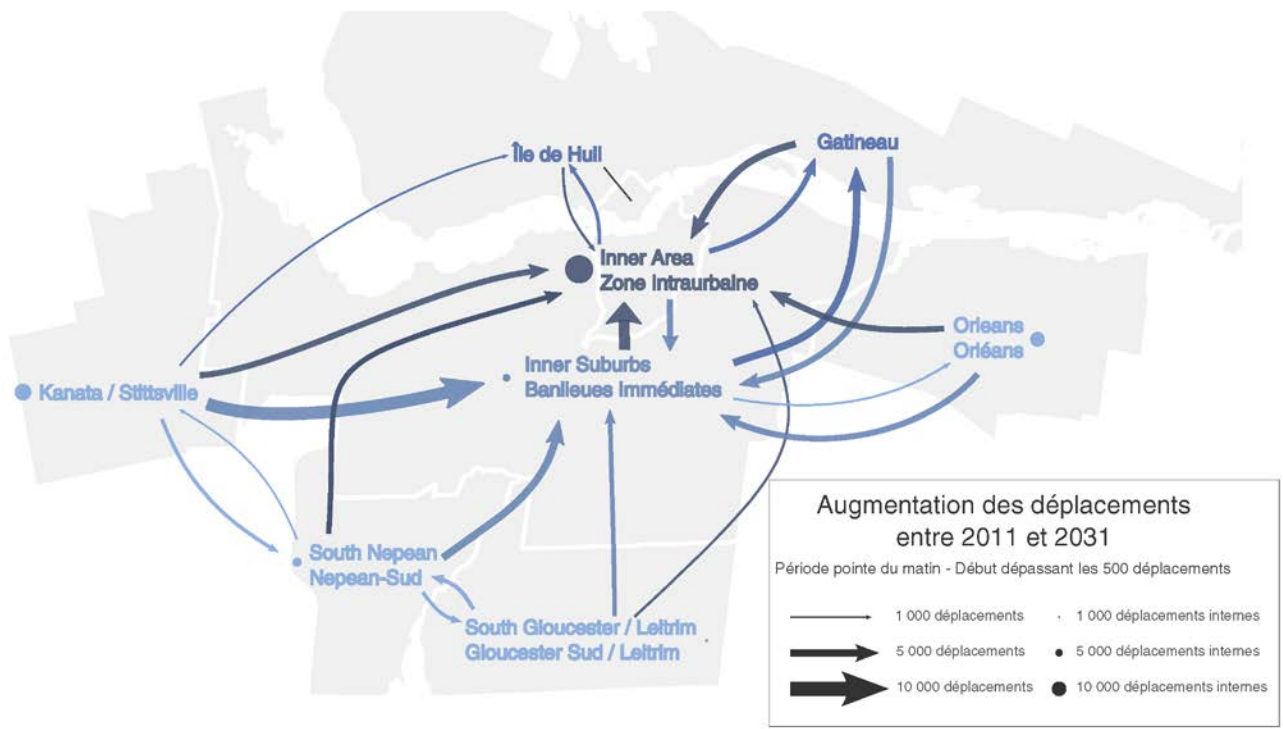 Île de Hull
Gatineau
Inner Area
Zone Intraurbaine
Orleans
Orléans
Inner Suburbs
Banlieues Immédiates
Kanata / Stittsville
South Nepean
Nepean-Sud
South Gloucester / Leitrim
Gloucester Sud / Leitrim
Augmentation des déplacements
entre 2011 et 2031
Période pointe du matin - Début dépassant les 500 déplacements
1 000 déplacements
1 000 déplacements internes
5 000 déplacements
5 000 déplacements internes
10 000 déplacements
10 000 déplacements internes